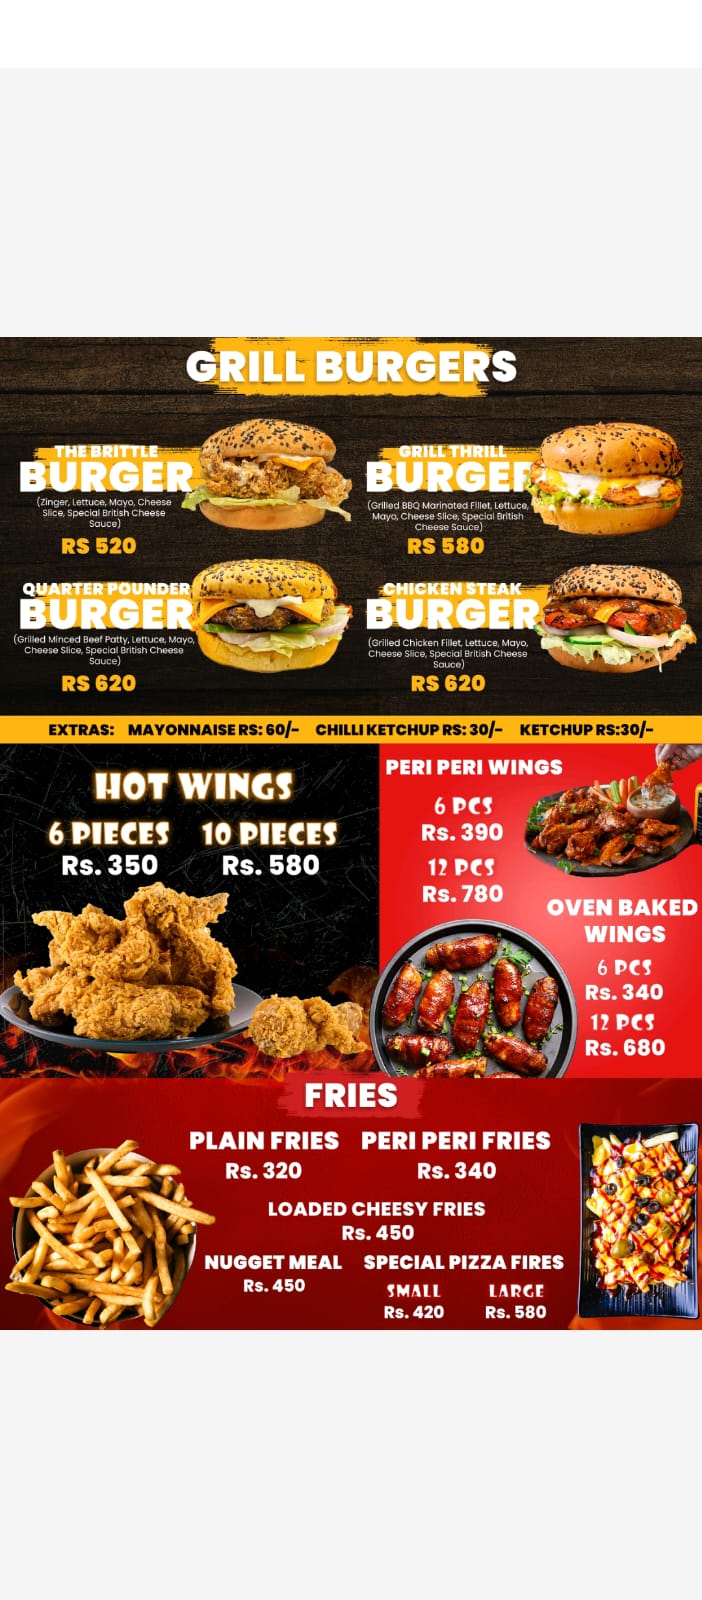 GRILL BURGERS
THE BRITTLE
BURGER
(Zinger, Lettuce, Mayo, Cheese
Slice, Special British Cheese
Sauce)
RS 520
GRILL THRILL
BURGER
(Grilled BBQ Marinated Fillet, Lettuce,
Mayo, Cheese Slice, Special British
Cheese Sauce)
RS 580
QUARTER POUNDER
BURGER
(Grilled Minced Beef Patty, Lettuce, Mayo,
Cheese Slice, Special British Cheese
Sauce)
RS 620
CHICKEN STEAK
BURGER
(Grilled Chicken Fillet, Lettuce, Mayo,
Cheese Slice, Special British Cheese
Sauce)
RS 620
EXTRAS: MAYONNAISE RS: 60/- CHILLI KETCHUP RS: 30/- KETCHUP RS:30/-
HOT WINGS
6 PIECES 10 PIECES
Rs. 350 Rs. 580
PERI PERI WINGS
6 PCS
Rs. 390
12 PCS
Rs. 780
OVEN BAKED
WINGS
6 PCS
Rs. 340
12 PCS
Rs. 680
FRIES
PLAIN FRIES PERI PERI FRIES
Rs. 320 Rs. 340
LOADED CHEESY FRIES
Rs. 450
NUGGET MEAL SPECIAL PIZZA FIRES
Rs. 450
SMALL LARGE
Rs. 420 Rs. 580